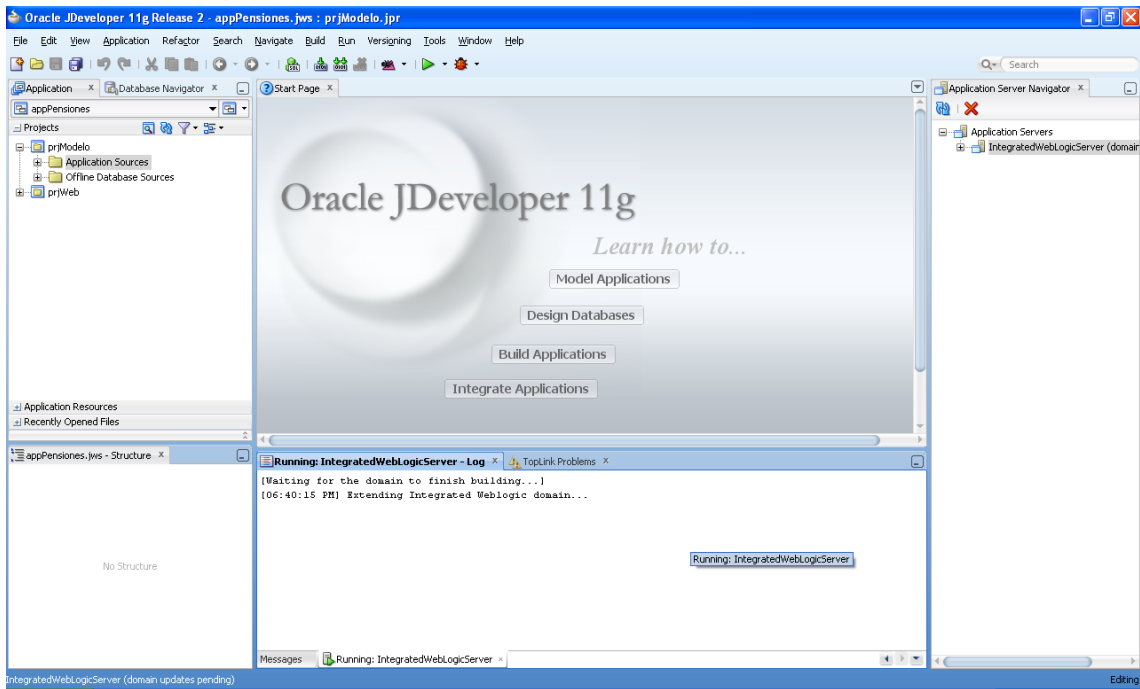 Oracle JDeveloper 11g Release 2 - appPensiones.jws : prjModelo.jpr
File Edit View Application Refactor Search Navigate Build Run Versioning Tools Window Help
Search
Application
Database Navigator
appPensiones
Projects
prjModelo
Application Sources
Offline Database Sources
prjWeb
Application Resources
Recently Opened Files
appPensiones.jws - Structure
No Structure
Start Page
Oracle JDeveloper 11g
Learn how to...
Model Applications
Design Databases
Build Applications
Integrate Applications
Running: IntegratedWebLogicServer - Log
TopLink Problems
[Waiting for the domain to finish building...]
[06:40:15 PM] Extending Integrated Weblogic domain...
Running: IntegratedWebLogicServer
Messages
Running: IntegratedWebLogicServer
Application Server Navigator
Application Servers
IntegratedWebLogicServer (domain
IntegratedWebLogicServer (domain updates pending)
Editing